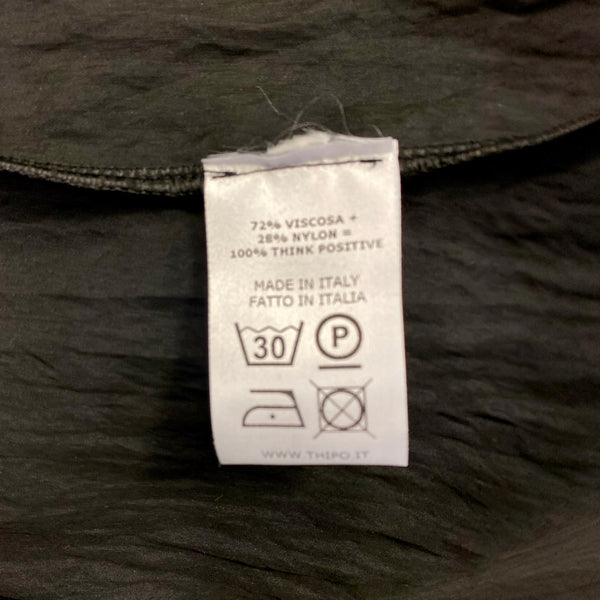 72% VISCOSA +
28% NYLON =
100% THINK POSITIVE
MADE IN ITALY
FATTO IN ITALIA
30 P
WWW.THIPO.IT